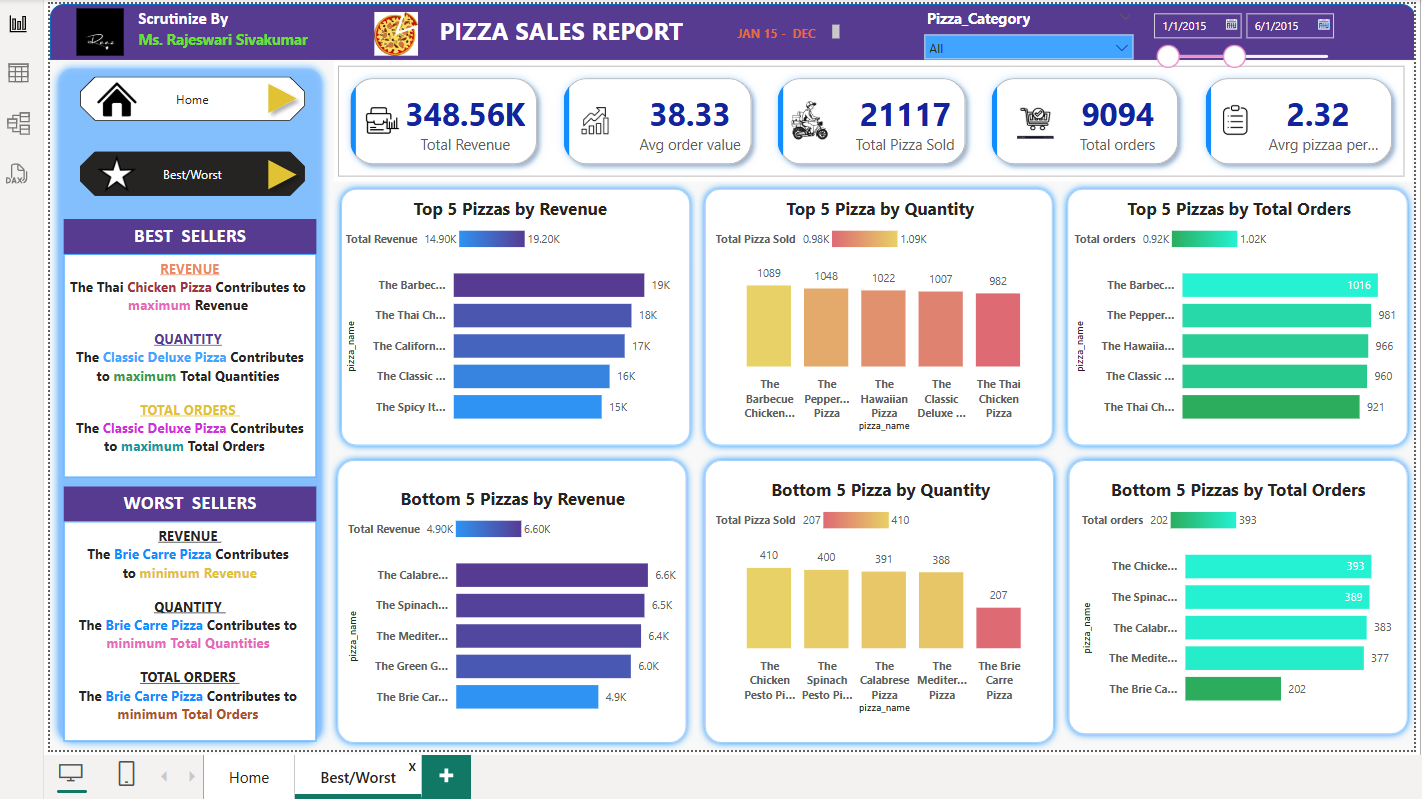 Scrutinize By
Ms. Rajeswari Sivakumar
PIZZA SALES REPORT
JAN 15 - DEC
Pizza_Category
All
1/1/2015
6/1/2015
Home
Best/Worst
348.56K
Total Revenue
38.33
Avg order value
21117
Total Pizza Sold
9094
Total orders
2.32
Avrg pizzaa per...
BEST SELLERS
REVENUE
The Thai Chicken Pizza Contributes to
maximum Revenue
QUANTITY
The Classic Deluxe Pizza Contributes
to maximum Total Quantities
TOTAL ORDERS
The Classic Deluxe Pizza Contributes
to maximum Total Orders
WORST SELLERS
REVENUE
The Brie Carre Pizza Contributes
to minimum Revenue
QUANTITY
The Brie Carre Pizza Contributes to
minimum Total Quantities
TOTAL ORDERS
The Brie Carre Pizza Contributes to
minimum Total Orders
Top 5 Pizzas by Revenue
Total Revenue 14.90K 19.20K
pizza_name
The Barbec... 19K
The Thai Ch... 18K
The Californ... 17K
The Classic ... 16K
The Spicy It... 15K
Top 5 Pizza by Quantity
Total Pizza Sold 0.98K 1.09K
1089 1048 1022 1007 982
The Barbecue Chicken...
The Pepper... Pizza
The Hawaiian Pizza
The Classic Deluxe ...
The Thai Chicken Pizza
pizza_name
Top 5 Pizzas by Total Orders
Total orders 0.92K 1.02K
pizza_name
The Barbec... 1016
The Pepper... 981
The Hawaiia... 966
The Classic ... 960
The Thai Ch... 921
Bottom 5 Pizzas by Revenue
Total Revenue 4.90K 6.60K
pizza_name
The Calabre... 6.6K
The Spinach... 6.5K
The Mediter... 6.4K
The Green G... 6.0K
The Brie Car... 4.9K
Bottom 5 Pizza by Quantity
Total Pizza Sold 207 410
410 400 391 388 207
The Chicken Pesto Pi...
The Spinach Pesto Pi...
The Calabrese Pizza
The Mediter... Pizza
The Brie Carre Pizza
pizza_name
Bottom 5 Pizzas by Total Orders
Total orders 202 393
pizza_name
The Chicke... 393
The Spinac... 389
The Calabr... 383
The Medite... 377
The Brie Ca... 202
DAX
Home
Best/Worst
x
+